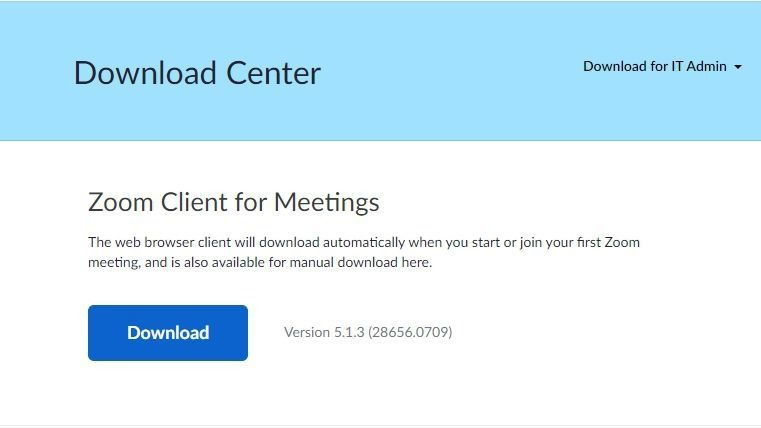 Download Center
Download for IT Admin
Zoom Client for Meetings
The web browser client will download automatically when you start or join your first Zoom
meeting, and is also available for manual download here.
Download
Version 5.1.3 (28656.0709)